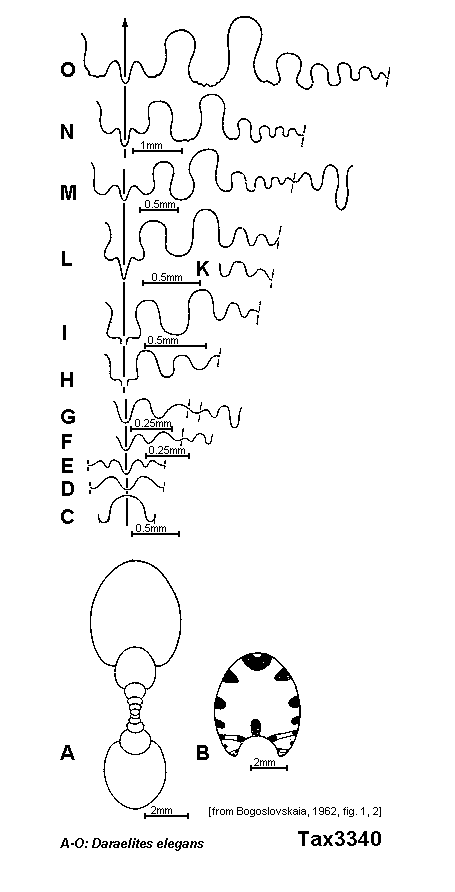 O
N
1mm
M
0.5mm
L
K
0.5mm
I
0.5mm
H
G
0.25mm
F
0.25mm
E
D
C
0.5mm
A
B
2mm
2mm
[from Bogoslovskaia, 1962, fig. 1, 2]
A-O: Daraelites elegans
Tax3340